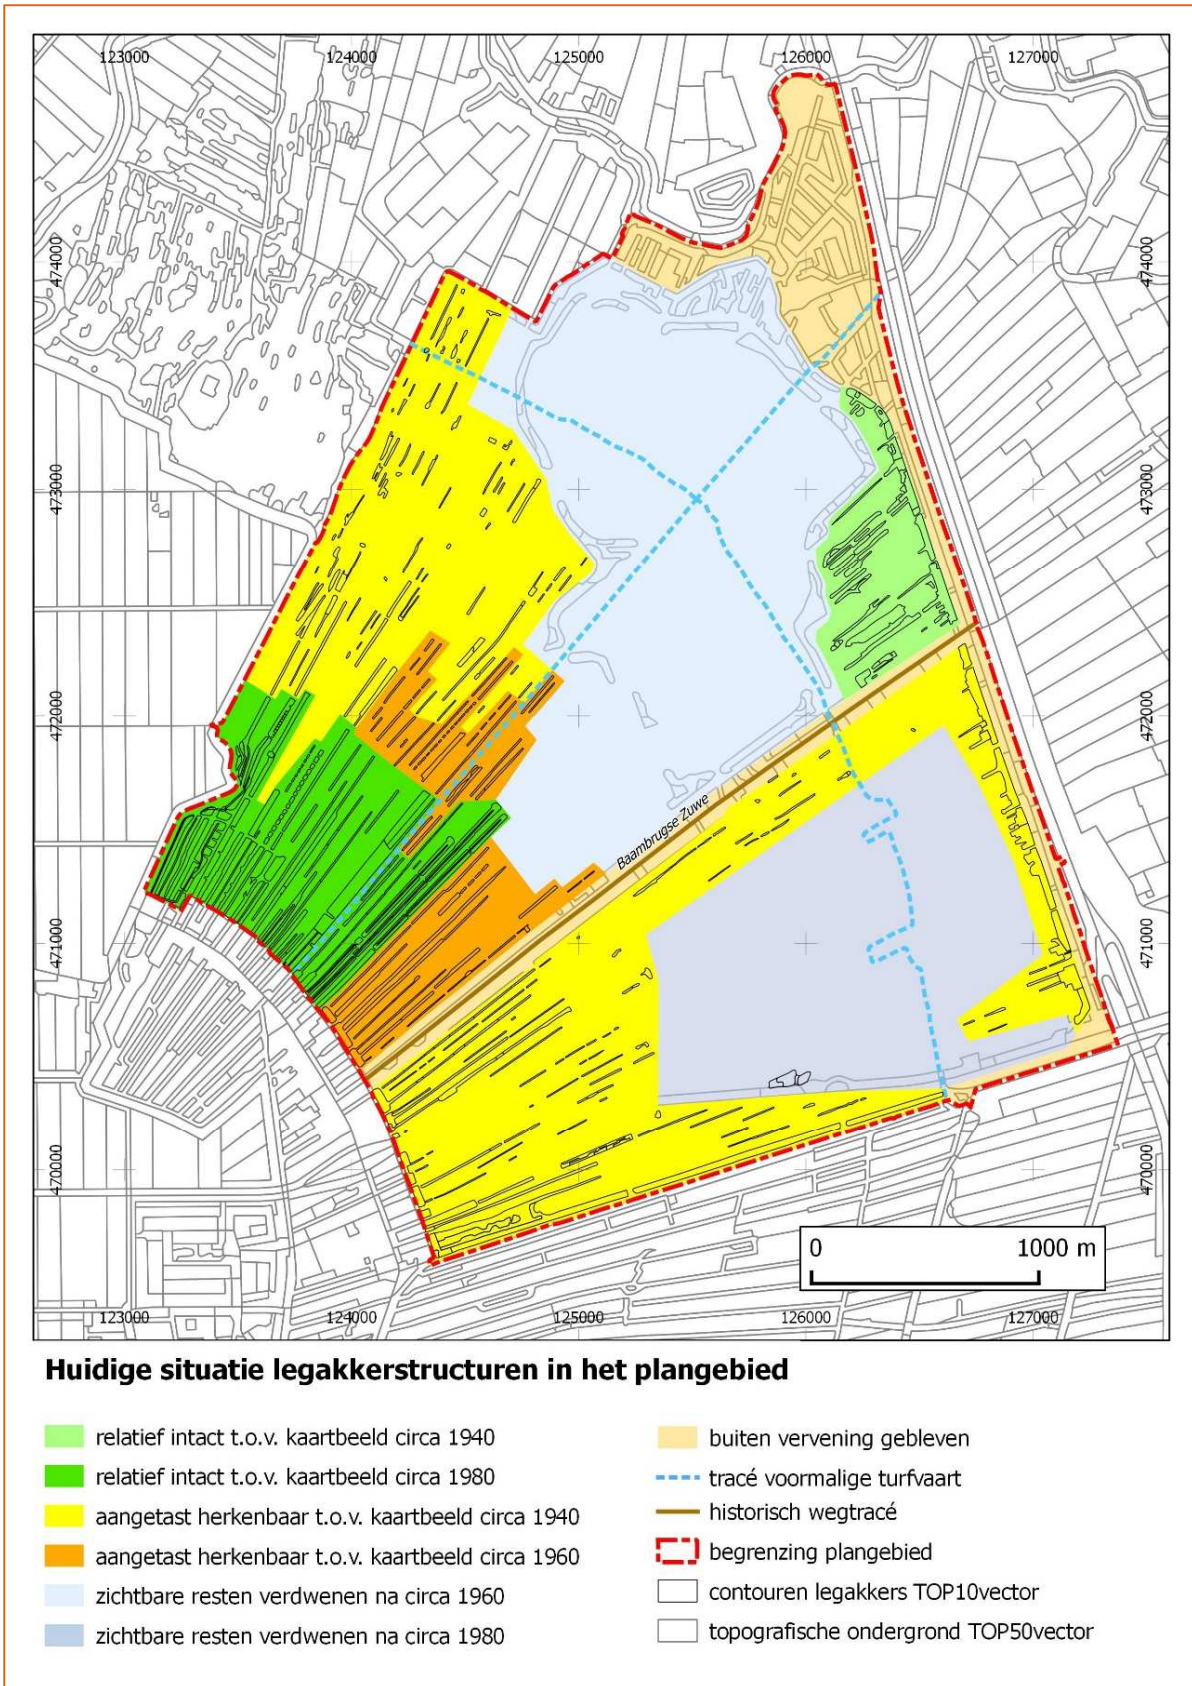 123000 124000 125000 126000 127000
474000 474000
473000 473000
472000 472000
Baambrugse Zuwe
471000 471000
470000 470000
0 1000 m
123000 124000 125000 126000 127000
Huidige situatie legakkerstructuren in het plangebied
relatief intact t.o.v. kaartbeeld circa 1940
relatief intact t.o.v. kaartbeeld circa 1980
aangetast herkenbaar t.o.v. kaartbeeld circa 1940
aangetast herkenbaar t.o.v. kaartbeeld circa 1960
zichtbare resten verdwenen na circa 1960
zichtbare resten verdwenen na circa 1980
buiten vervening gebleven
tracé voormalige turfvaart
historisch wegtracé
begrenzing plangebied
contouren legakkers TOP10vector
topografische ondergrond TOP50vector